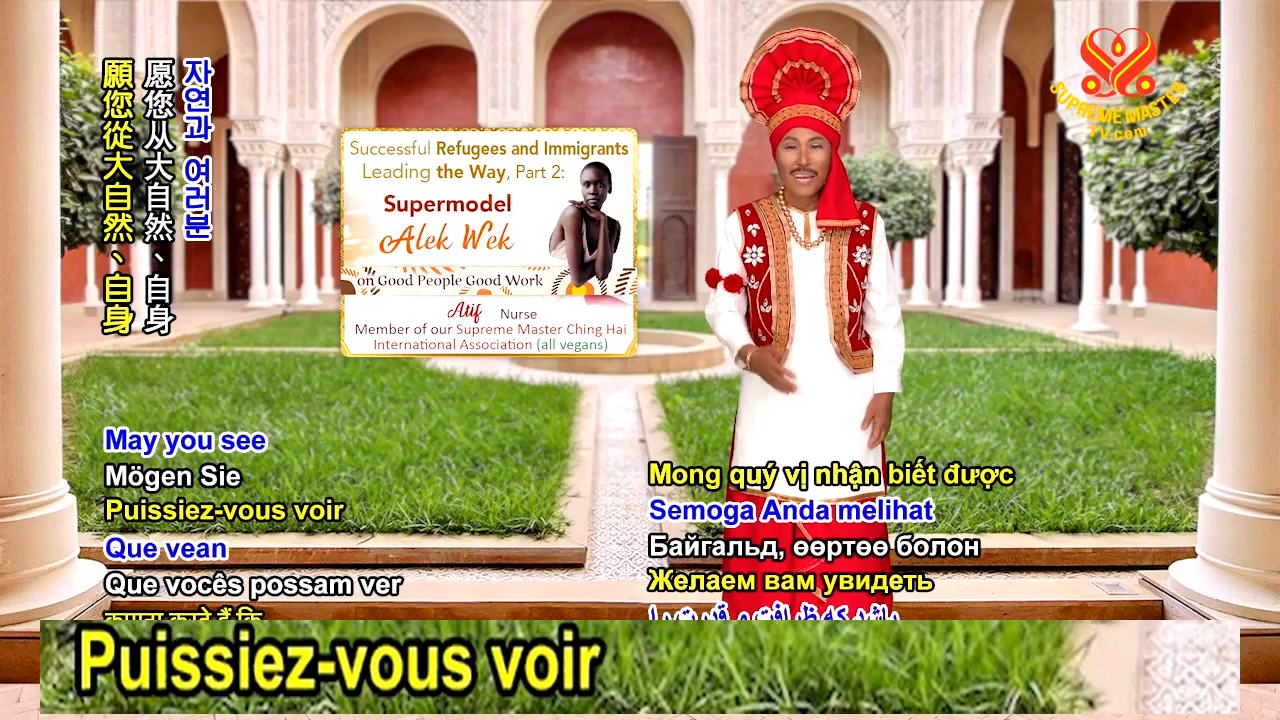 자연과 여러분
愿您从大自然、自身
願您從大自然、自身
Successful Refugees and Immigrants
Leading the Way, Part 2:
Supermodel
Alek Wek
on Good People Good Work
Atif Nurse
Member of our Supreme Master Ching Hai
International Association (all vegans)
SUPREME MASTER
TV.com
May you see
Mögen Sie
Puissiez-vous voir
Que vean
Que vocês possam ver
Mong quý vị nhận biết được
Semoga Anda melihat
Байгальд, өөртөө болон
Желаем вам увидеть
Puissiez-vous voir